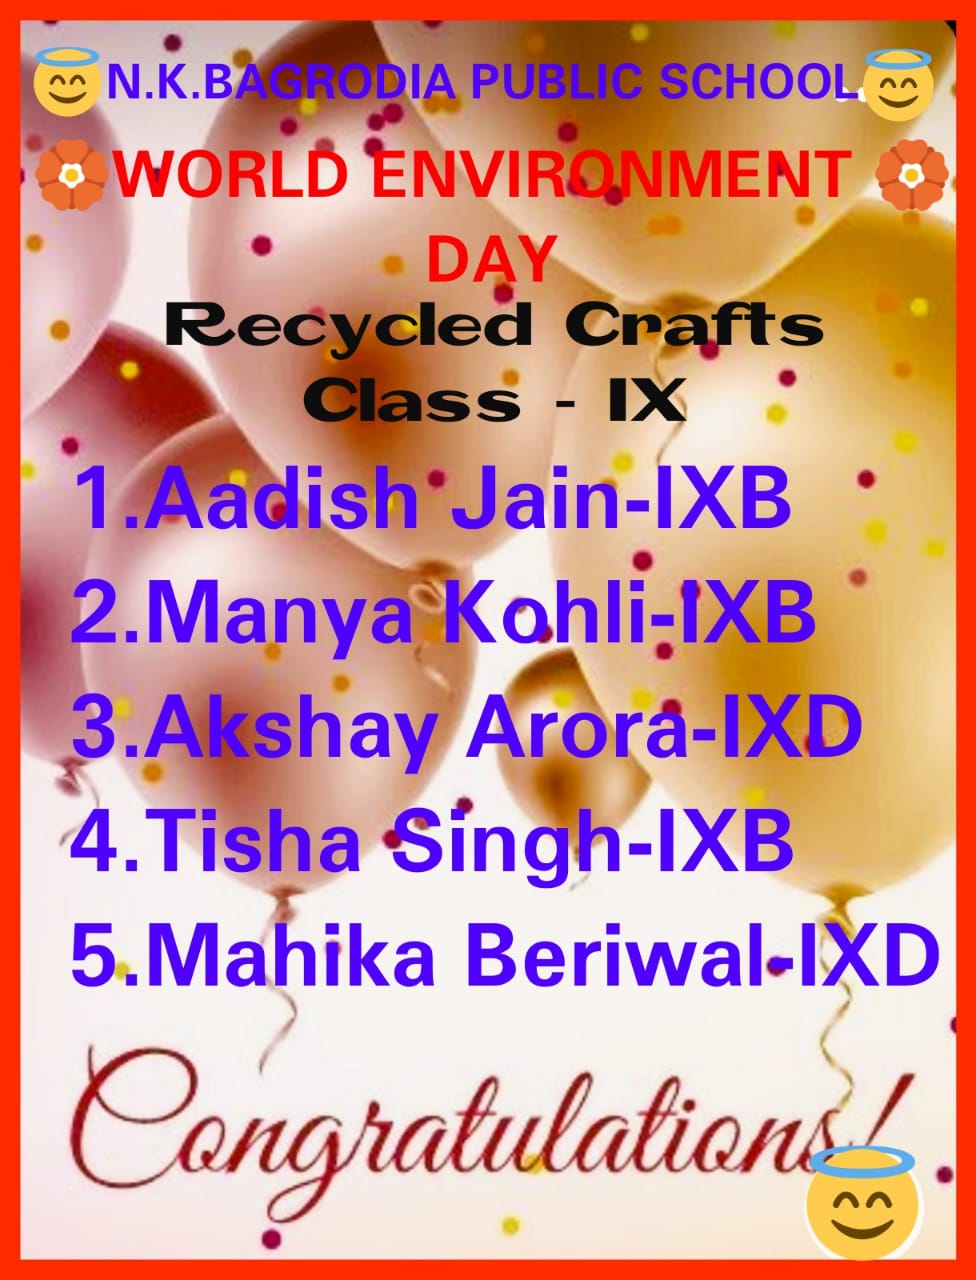 N.K.BAGRODIA PUBLIC SCHOOL
WORLD ENVIRONMENT
DAY
Recycled Crafts
Class - IX
1.Aadish Jain-IXB
2.Manya Kohli-IXB
3.Akshay Arora-IXD
4.Tisha Singh-IXB
5.Mahika Beriwal-IXD
Congratulations!